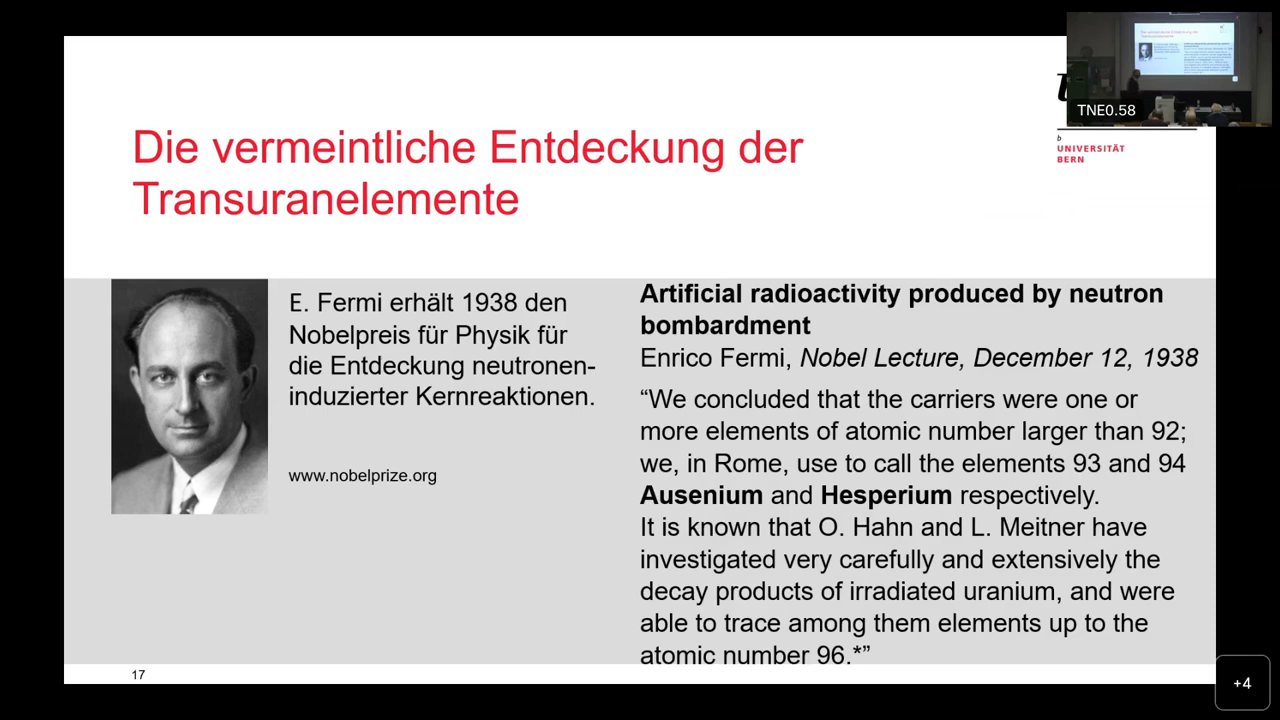 Die vermeintliche Entdeckung der
Transuranelemente
TNE0.58
b
UNIVERSITÄT
BERN
E. Fermi erhält 1938 den
Nobelpreis für Physik für
die Entdeckung neutronen-
induzierter Kernreaktionen.
www.nobelprize.org
Artificial radioactivity produced by neutron
bombardment
Enrico Fermi, Nobel Lecture, December 12, 1938
“We concluded that the carriers were one or
more elements of atomic number larger than 92;
we, in Rome, use to call the elements 93 and 94
Ausenium and Hesperium respectively.
It is known that O. Hahn and L. Meitner have
investigated very carefully and extensively the
decay products of irradiated uranium, and were
able to trace among them elements up to the
atomic number 96.*”
17
+4